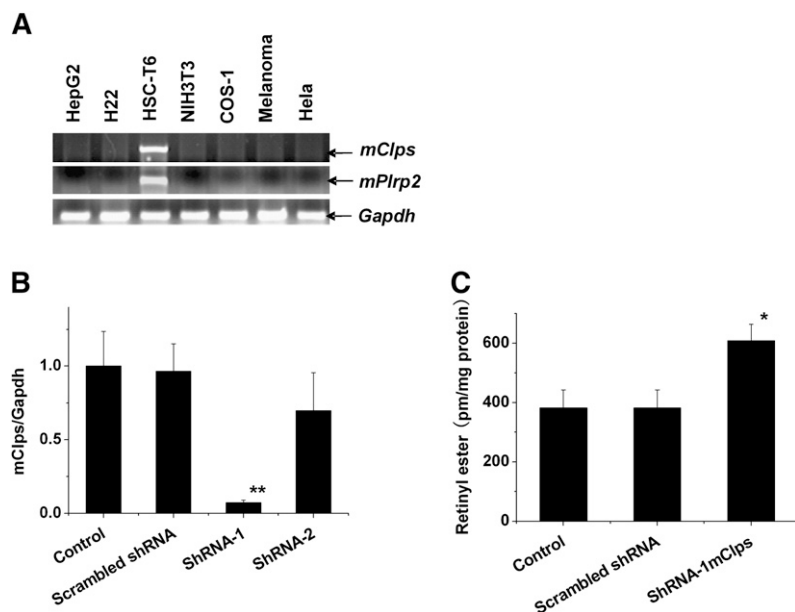 A
HepG2
H22
HSC-T6
NIH3T3
COS-1
Melanoma
Hela
mClps
mPlrp2
Gapdh
B
mClps/Gapdh
1.0
0.5
0.0
**
Control
Scrambled shRNA
ShRNA-1
ShRNA-2
C
Retinyl ester (pm/mg protein)
600
400
200
0
*
Control
Scrambled shRNA
ShRNA-1mClps